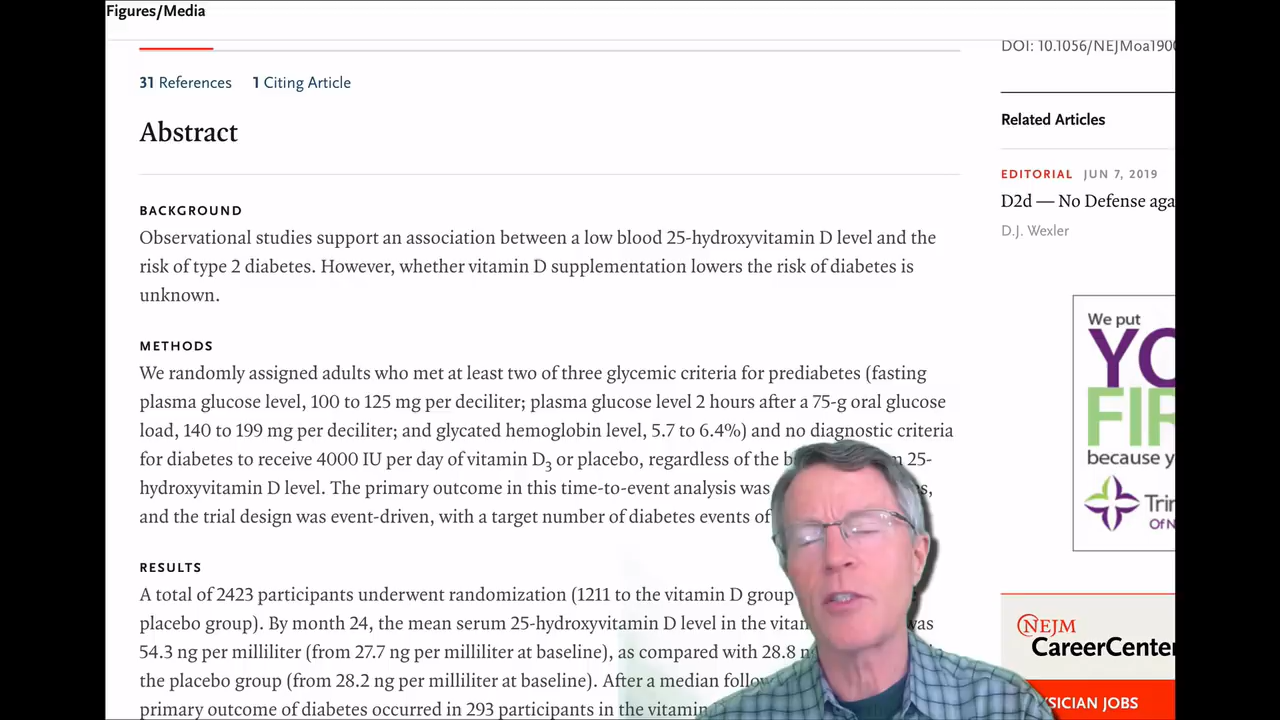 Figures/Media
31 References 1 Citing Article
Abstract
BACKGROUND
Observational studies support an association between a low blood 25-hydroxyvitamin D level and the
risk of type 2 diabetes. However, whether vitamin D supplementation lowers the risk of diabetes is
unknown.
METHODS
We randomly assigned adults who met at least two of three glycemic criteria for prediabetes (fasting
plasma glucose level, 100 to 125 mg per deciliter; plasma glucose level 2 hours after a 75-g oral glucose
load, 140 to 199 mg per deciliter; and glycated hemoglobin level, 5.7 to 6.4%) and no diagnostic criteria
for diabetes to receive 4000 IU per day of vitamin D3 or placebo, regardless of the 25-
hydroxyvitamin D level. The primary outcome in this time-to-event analysis was
and the trial design was event-driven, with a target number of diabetes events of
RESULTS
A total of 2423 participants underwent randomization (1211 to the vitamin D group
placebo group). By month 24, the mean serum 25-hydroxyvitamin D level in the
54.3 ng per milliliter (from 27.7 ng per milliliter at baseline), as compared with 28.8
the placebo group (from 28.2 ng per milliliter at baseline). After a median
primary outcome of diabetes occurred in 293 participants in the vitamin
DOI: 10.1056/NEJMoa190
Related Articles
EDITORIAL JUN 7, 2019
D2d — No Defense aga
D.J. Wexler
We put
YO
FIR
because y
Trin
Of N
NEJM
CareerCente
SICIAN JOBS